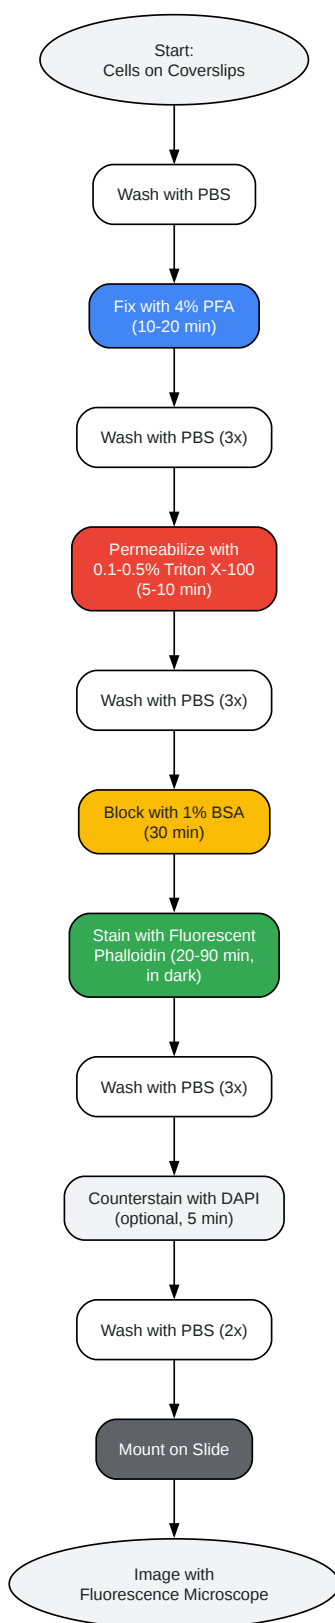 Start:
Cells on Coverslips
Wash with PBS
Fix with 4% PFA
(10-20 min)
Wash with PBS (3x)
Permeabilize with
0.1-0.5% Triton X-100
(5-10 min)
Wash with PBS (3x)
Block with 1% BSA
(30 min)
Stain with Fluorescent
Phalloidin (20-90 min,
in dark)
Wash with PBS (3x)
Counterstain with DAPI
(optional, 5 min)
Wash with PBS (2x)
Mount on Slide
Image with
Fluorescence Microscope